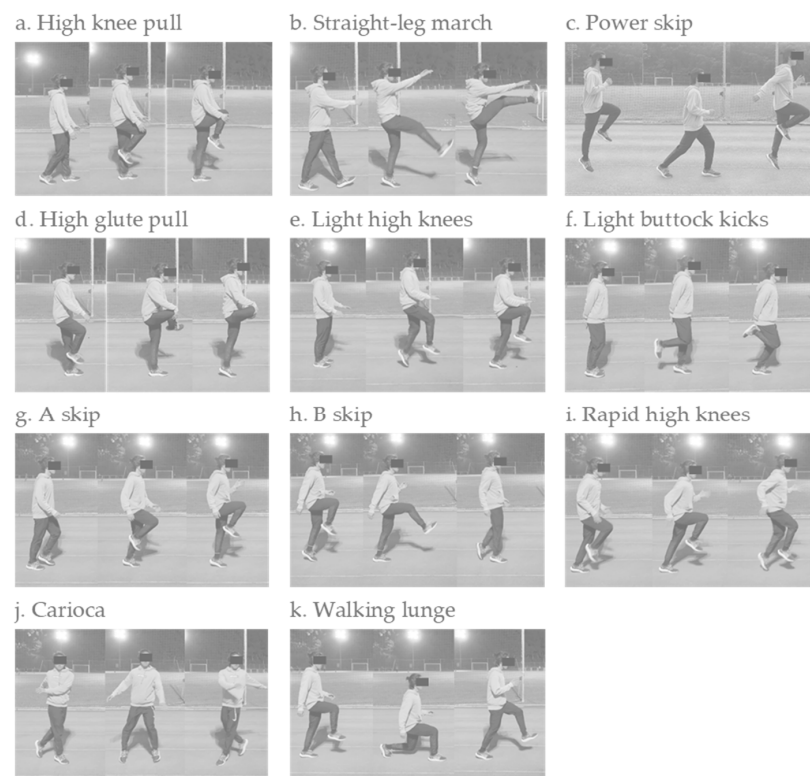 a. High knee pull
b. Straight-leg march
c. Power skip
d. High glute pull
e. Light high knees
f. Light buttock kicks
g. A skip
h. B skip
i. Rapid high knees
j. Carioca
k. Walking lunge